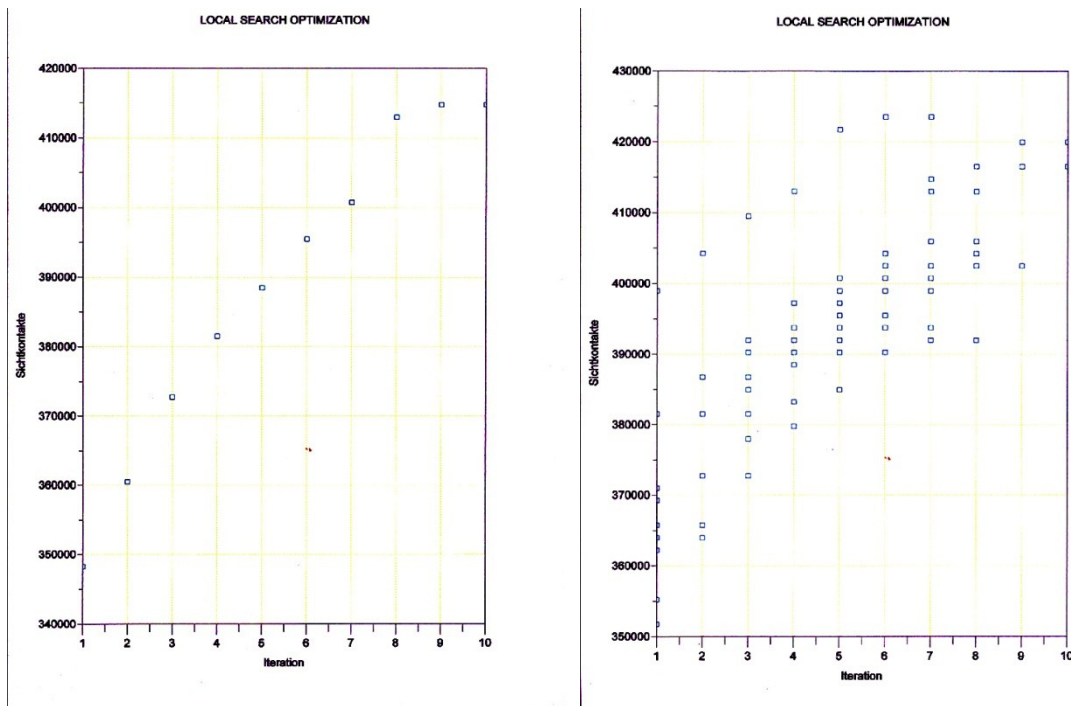 LOCAL SEARCH OPTIMIZATION
420000
410000
400000
390000
380000
370000
360000
350000
340000
Sichtkontakte
1 2 3 4 5 6 7 8 9 10
Iteration
LOCAL SEARCH OPTIMIZATION
430000
420000
410000
400000
390000
380000
370000
360000
350000
Sichtkontakte
1 2 3 4 5 6 7 8 9 10
Iteration